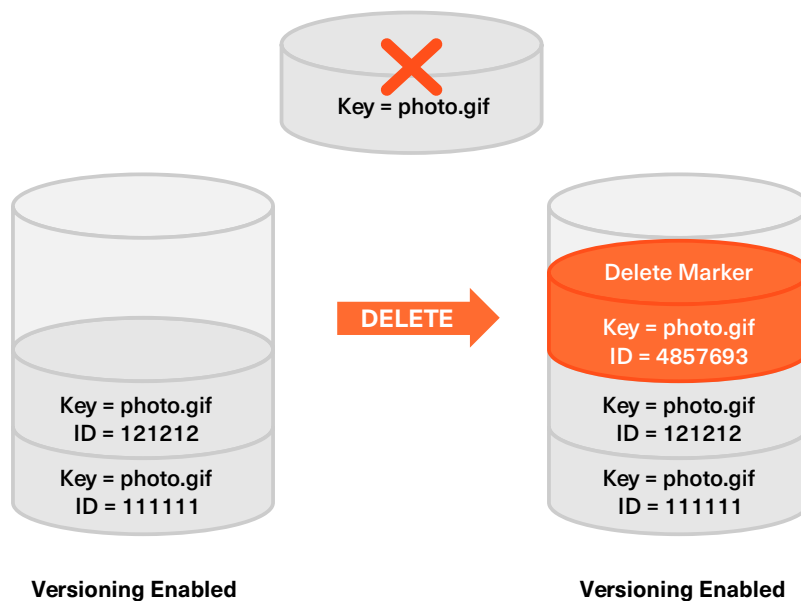 Key = photo.gif
Key = photo.gif
ID = 121212
Key = photo.gif
ID = 111111
Versioning Enabled
DELETE
Delete Marker
Key = photo.gif
ID = 4857693
Key = photo.gif
ID = 121212
Key = photo.gif
ID = 111111
Versioning Enabled